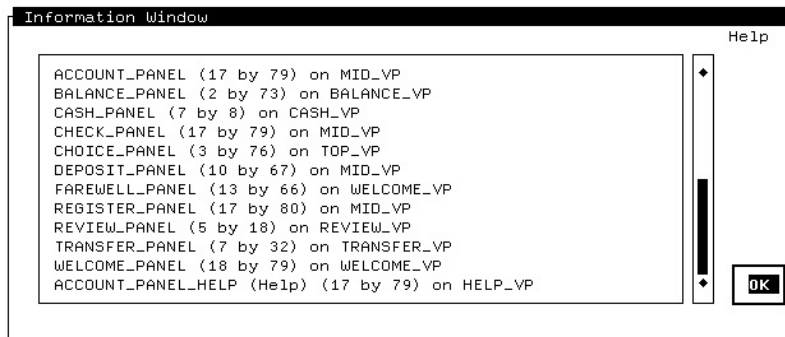 Information Window
Help
ACCOUNT_PANEL (17 by 79) on MID_VP
BALANCE_PANEL (2 by 73) on BALANCE_VP
CASH_PANEL (7 by 8) on CASH_VP
CHECK_PANEL (17 by 79) on MID_VP
CHOICE_PANEL (3 by 76) on TOP_VP
DEPOSIT_PANEL (10 by 67) on MID_VP
FAREWELL_PANEL (13 by 66) on WELCOME_VP
REGISTER_PANEL (17 by 80) on MID_VP
REVIEW_PANEL (5 by 18) on REVIEW_VP
TRANSFER_PANEL (7 by 32) on TRANSFER_VP
WELCOME_PANEL (18 by 79) on WELCOME_VP
ACCOUNT_PANEL_HELP (Help) (17 by 79) on HELP_VP
OK